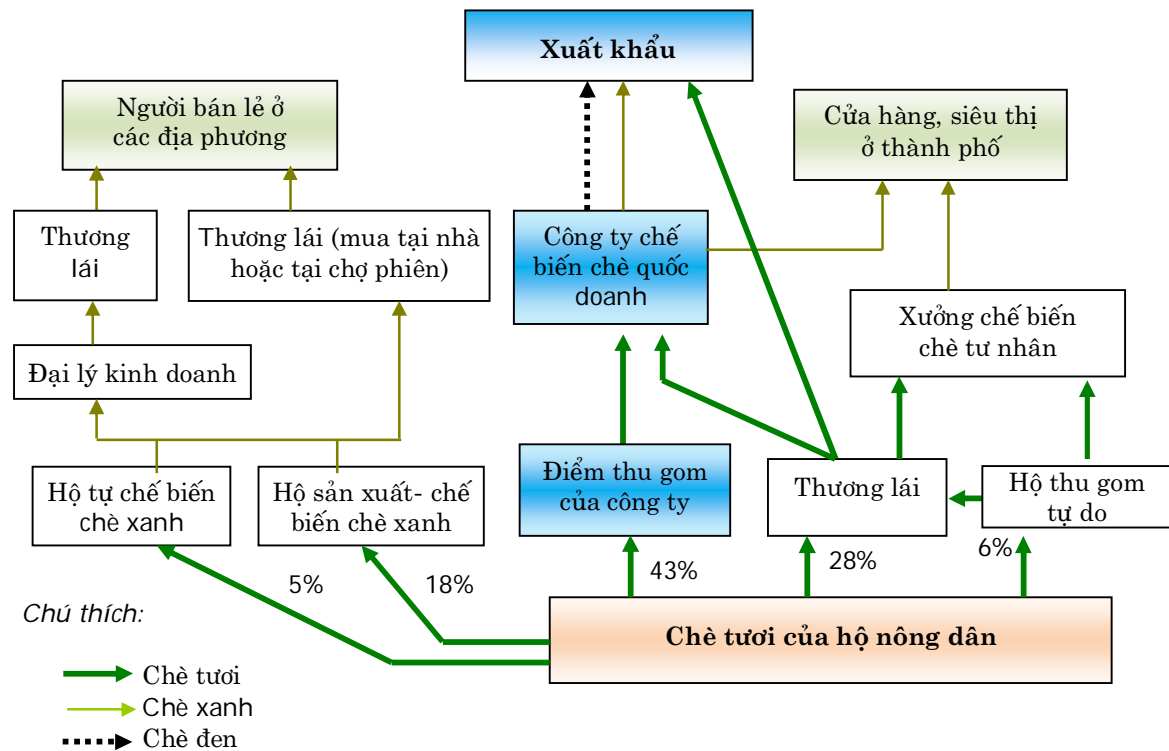 Xuất khẩu
Người bán lẻ ở
các địa phương
Cửa hàng, siêu thị
ở thành phố
Thương
lái
Thương lái (mua tại nhà
hoặc tại chợ phiên)
Công ty chế
biến chè quốc
doanh
Xưởng chế biến
chè tư nhân
Đại lý kinh doanh
Hộ tự chế biến
chè xanh
Hộ sản xuất- chế
biến chè xanh
Điểm thu gom
của công ty
Thương lái
Hộ thu gom
tự do
5%
18%
43%
28%
6%
Chè tươi của hộ nông dân
Chú thích:
Chè tươi
Chè xanh
Chè đen